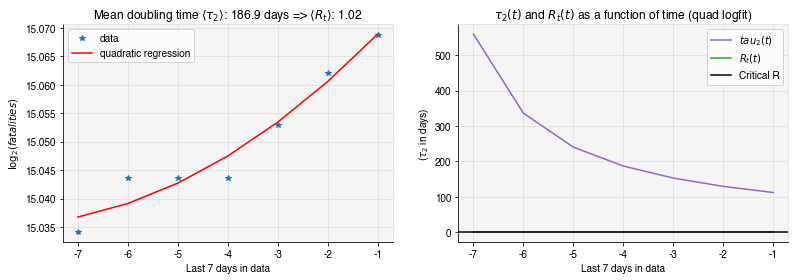 Mean doubling time ⟨τ₂⟩: 186.9 days => ⟨Rₜ⟩: 1.02
data
quadratic regression
log₂(fatalities)
15.070
15.065
15.060
15.055
15.050
15.045
15.040
15.035
-7 -6 -5 -4 -3 -2 -1
Last 7 days in data
τ₂(t) and Rₜ(t) as a function of time (quad logfit)
tau₂(t)
Rₜ(t)
Critical R
(τ₂ in days)
500
400
300
200
100
0
-7 -6 -5 -4 -3 -2 -1
Last 7 days in data